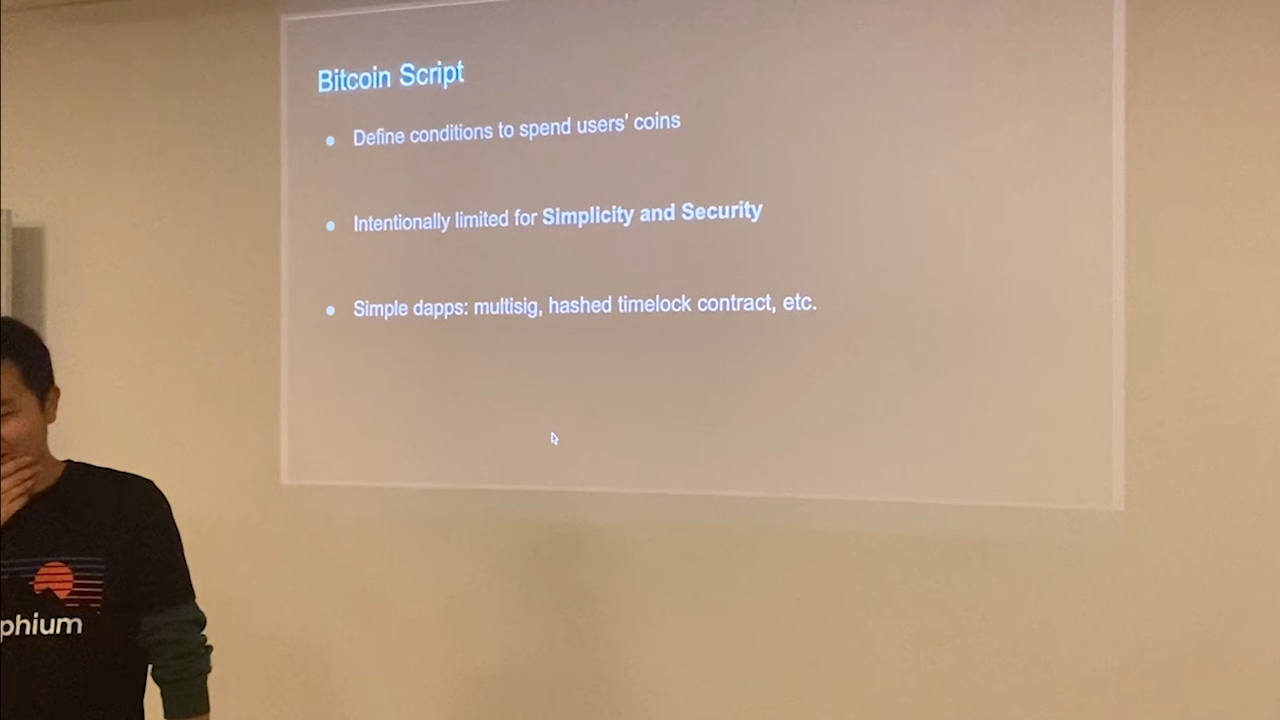 Bitcoin Script
Define conditions to spend users' coins
Intentionally limited for Simplicity and Security
Simple dapps: multisig, hashed timelock contract, etc.
phium